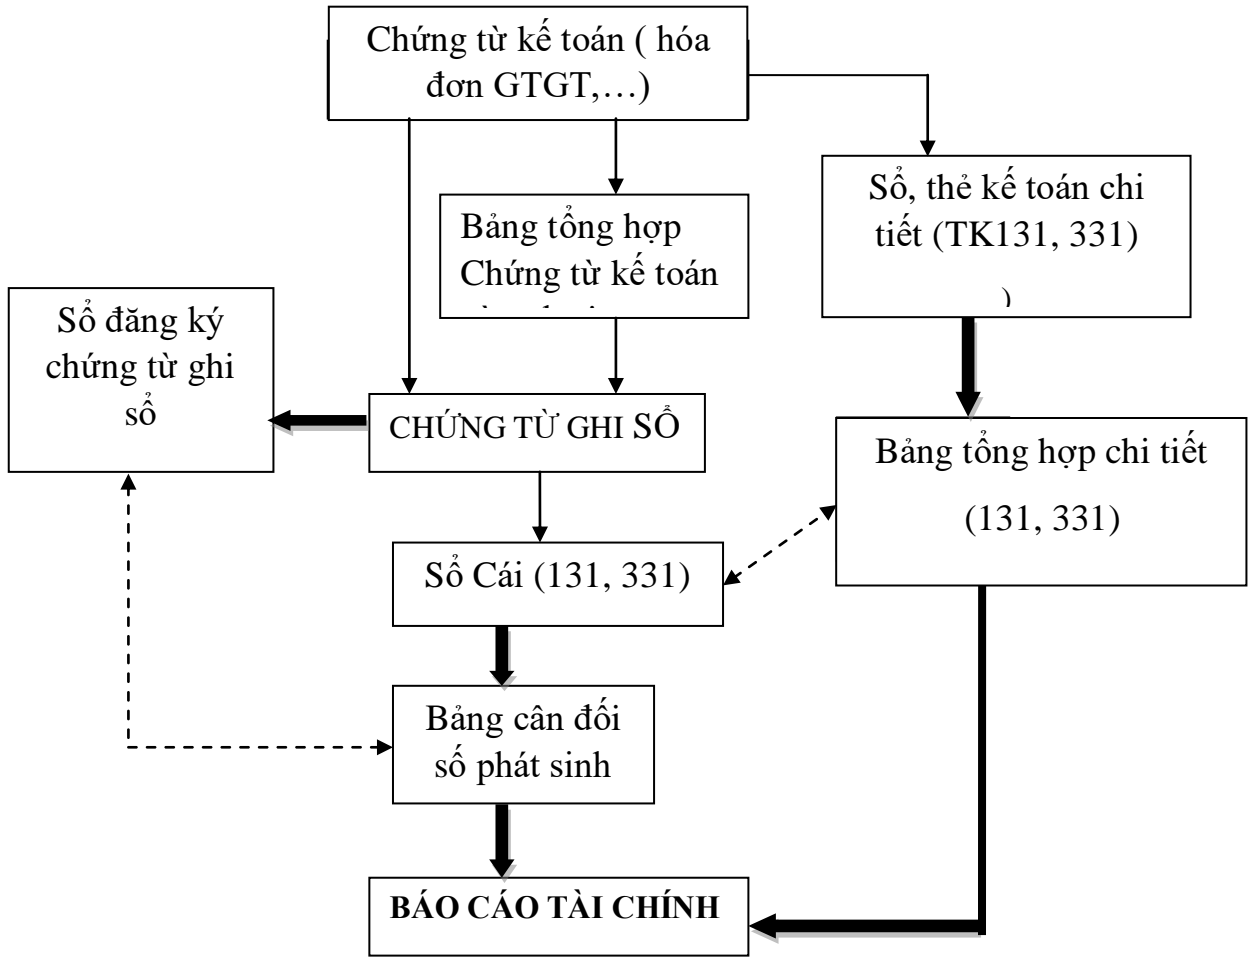 Chứng từ kế toán ( hóa
đơn GTGT,…)
Sổ, thẻ kế toán chi
tiết (TK131, 331)
)
Bảng tổng hợp
Chứng từ kế toán
Sổ đăng ký
chứng từ ghi
sổ
CHỨNG TỪ GHI SỔ
Bảng tổng hợp chi tiết
(131, 331)
Sổ Cái (131, 331)
Bảng cân đối
số phát sinh
BÁO CÁO TÀI CHÍNH